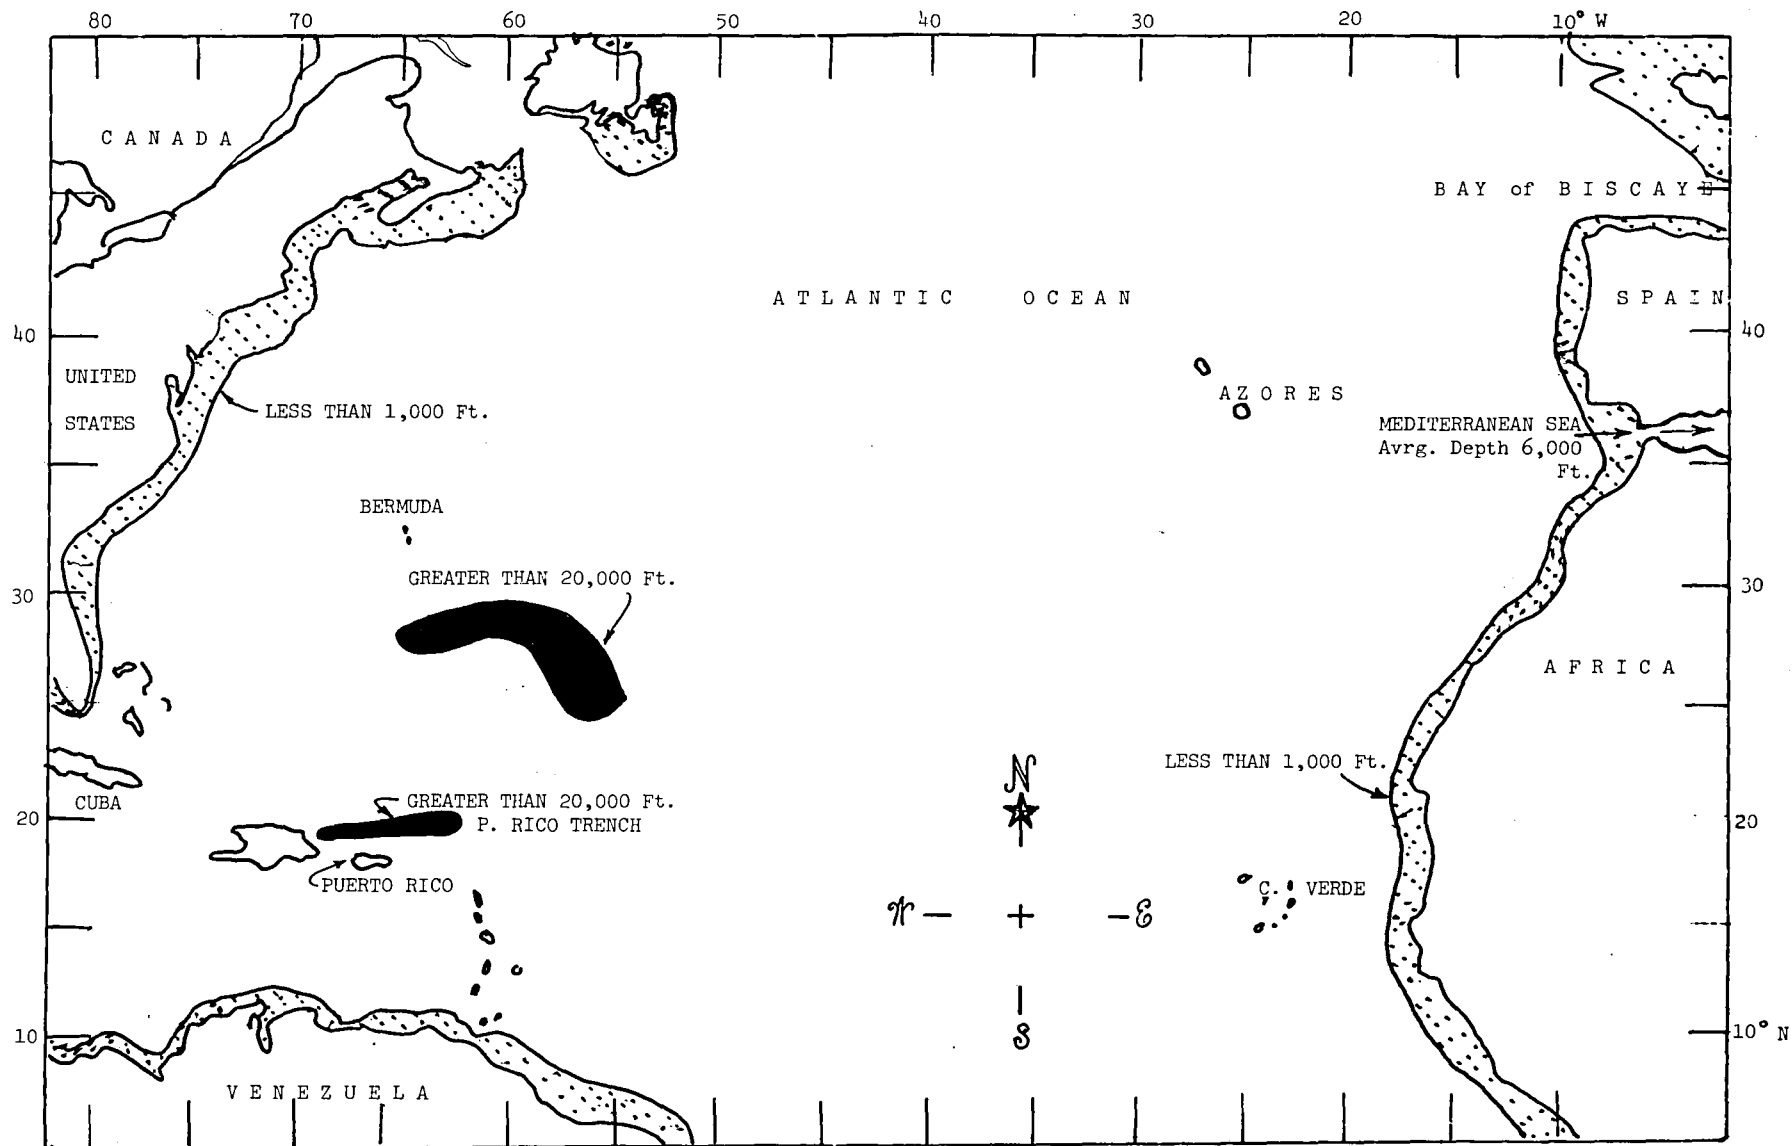 80 70 60 50 40 30 20 10° W
C A N A D A
BAY of BISCAYE
ATLANTIC OCEAN
SPAIN
40 40
UNITED
STATES
AZORES
LESS THAN 1,000 Ft.
MEDITERRANEAN SEA
Avrg. Depth 6,000
Ft.
BERMUDA
GREATER THAN 20,000 Ft.
30 30
AFRICA
N
LESS THAN 1,000 Ft.
CUBA
GREATER THAN 20,000 Ft.
P. RICO TRENCH
20 20
PUERTO RICO
C. VERDE
W E
S
10 10° N
VENEZUELA